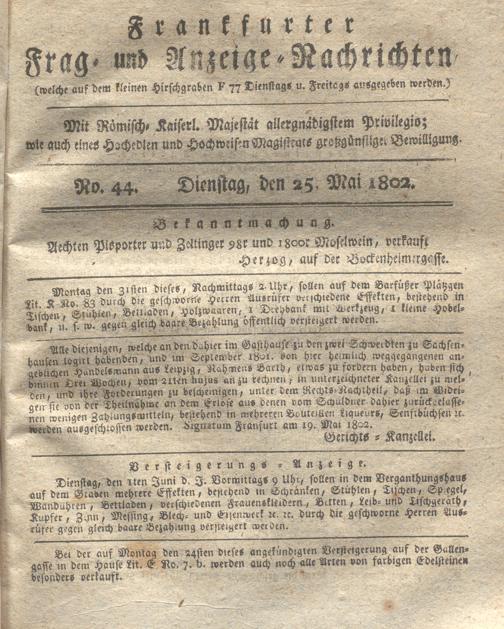 Frankfurter
Frag- und Anzeige-Nachrichten
(welche auf dem kleinen Hirschgraben F 77 Dienstags u. Freitags ausgegeben werden.)
Mit Römisch-Kaiserl. Majestät allergnädigstem Privilegio;
wie auch eines Hochedlen und Hochweisen Magistrats großgünstiger Bewilligung.
No. 44. Dienstag, den 25. Mai 1802.
Bekanntmachung.
Aechten Pisporter und Zeltinger 98r und 1800r Moselwein, verkauft
Herzog, auf der Bockenheimergasse.
Montag den 31sten dieses, Nachmittags 2 Uhr, sollen auf dem Barfüßer Plätzgen
Lit. K No. 83 durch die geschworne Herren Ausrüfer verschiedene Effekten, bestehend in
Tischen, Stühlen, Bettladen, Holzwaaren, 1 Drehbank mit Werkzeug, 1 kleine Hobel-
bank, u. s. w. gegen gleich baare Bezahlung öffentlich versteigert werden.
Alle diejenigen, welche an den dahier im Gasthause zu den zwei Schwerdten zu Sachsen-
hausen logirt habenden, und im September 1801. von hier heimlich weggegangenen an-
geblichen Handelsmann aus Leipzig, Nahmens Barth, etwas zu fordern haben, haben sich
binnen Drei Wochen, vom 21ten hujus an zu rechnen, in unterzeichneter Kanzellei zu mel-
den, und ihre Forderungen zu bescheinigen, unter dem Rechts-Nachtheil, daß im Widri-
gen sie von der Theilnahme an dem Erlöse aus denen vom Schuldner dahier zurückgelasse-
nen wenigen Zahlungsmitteln, bestehend in mehreren Bouteillen Liqueurs, Senftbüchsen ꝛc.
werden ausgeschlossen werden. Signatum Franfurt am 19. Mai 1802.
Gerichts-Kanzellei.
Versteigerungs-Anzeige.
Dienstag, den 1ten Juni d. J. Vormittags 9 Uhr, sollen in dem Verganthungshaus
auf dem Graben mehrere Effekten, bestehend in Schränken, Stühlen, Tischen, Spiegel,
Wanduhren, Bettladen, verschiedenen Frauenskleidern, Bitten, Leib- und Tischgeräth,
Kupfer, Zinn, Messing, Blech- und Eisenwerk ꝛc. ꝛc. durch die geschworne Herren Aus-
rüfer gegen gleich baare Bezahlung versteigert werden.
Bei der auf Montag den 24sten dieses angekündigten Versteigerung auf der Gallen-
gasse in dem Hause Lit. E No. 7. b. werden auch noch alle Arten von farbigen Edelsteinen
besonders verkauft.